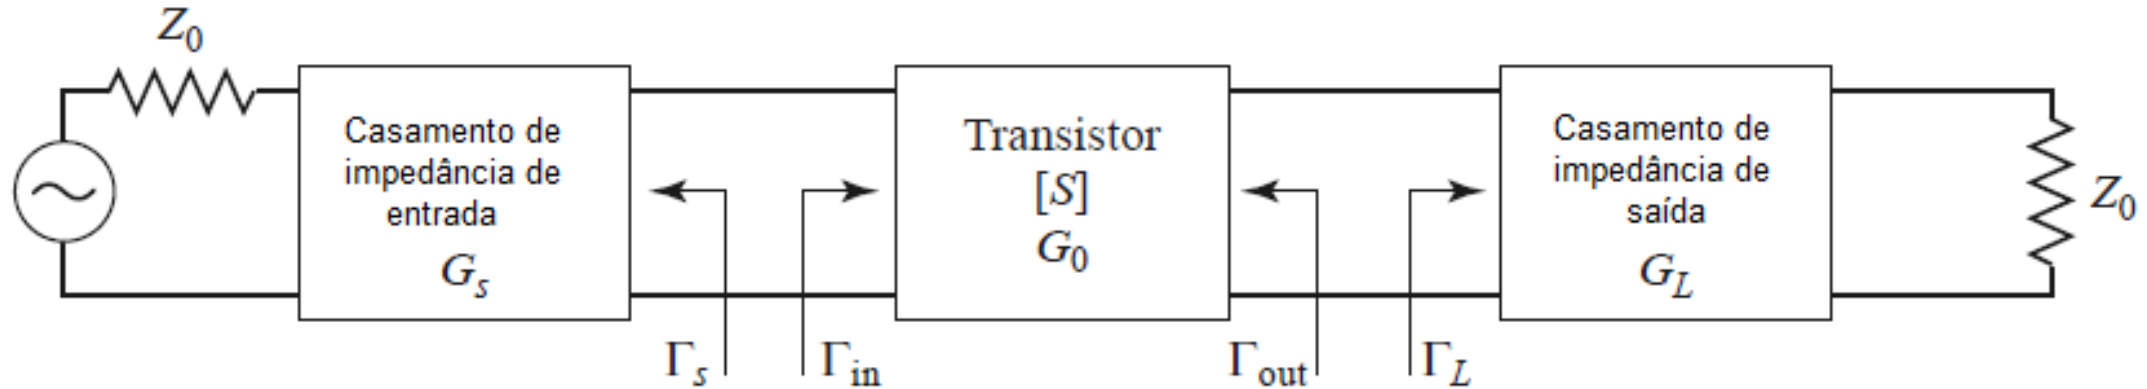 Z0
Casamento de
impedância de
entrada
Gs
Transistor
[S]
G0
Casamento de
impedância de
saída
GL
Z0
Γs
Γin
Γout
ΓL